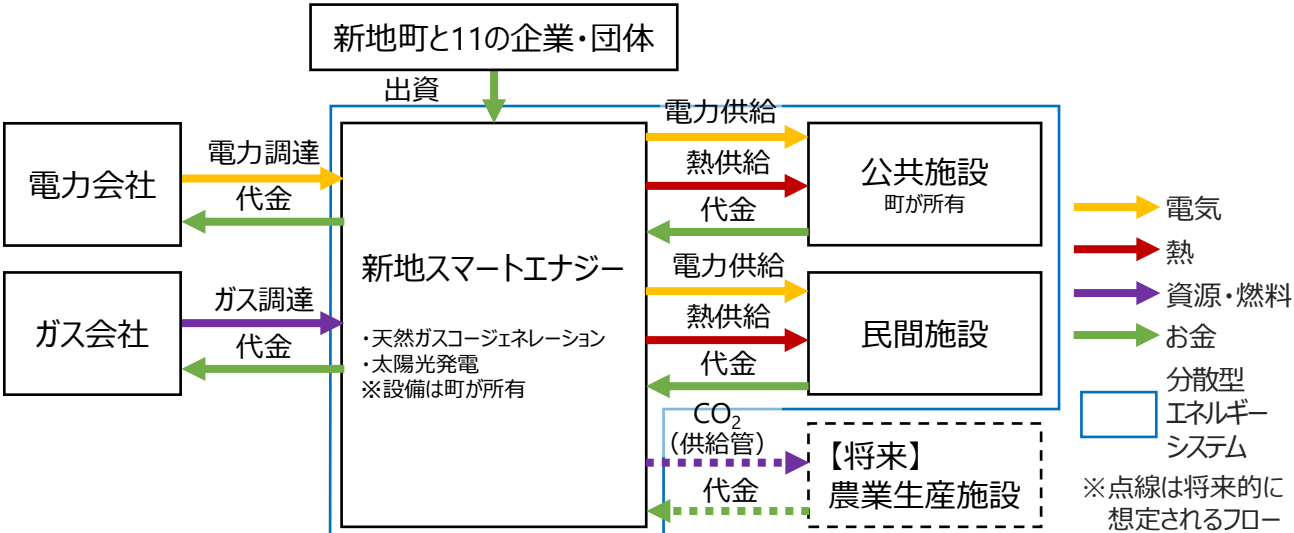 新地町と11の企業・団体
出資
電力会社
電力調達
代金
ガス会社
ガス調達
代金
新地スマートエナジー
・天然ガスコージェネレーション
・太陽光発電
※設備は町が所有
電力供給
熱供給
代金
公共施設
町が所有
電力供給
熱供給
代金
民間施設
CO₂
(供給管)
代金
【将来】
農業生産施設
電気
熱
資源・燃料
お金
分散型
エネルギー
システム
※点線は将来的に
想定されるフロー